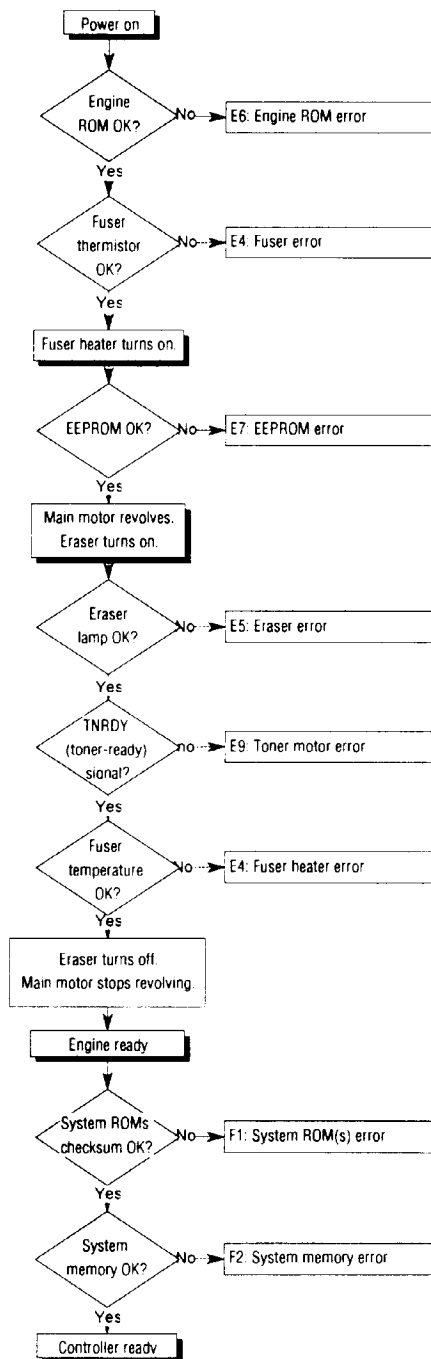 Power on
Engine
ROM OK?
No
E6: Engine ROM error
Yes
Fuser
thermistor
OK?
No
E4: Fuser error
Yes
Fuser heater turns on.
EEPROM OK?
No
E7: EEPROM error
Yes
Main motor revolves.
Eraser turns on.
Eraser
lamp OK?
No
E5: Eraser error
Yes
TNRDY
(toner-ready)
sional?
no
E9: Toner motor error
Yes
Fuser
temperature
OK?
No
E4: Fuser heater error
Yes
Eraser turns off.
Main motor stops revolving.
Engine ready
System ROMs
checksum OK?
No
F1: System ROM(s) error
Yes
System
memory OK?
No
F2: System memory error
Yes
Controller ready